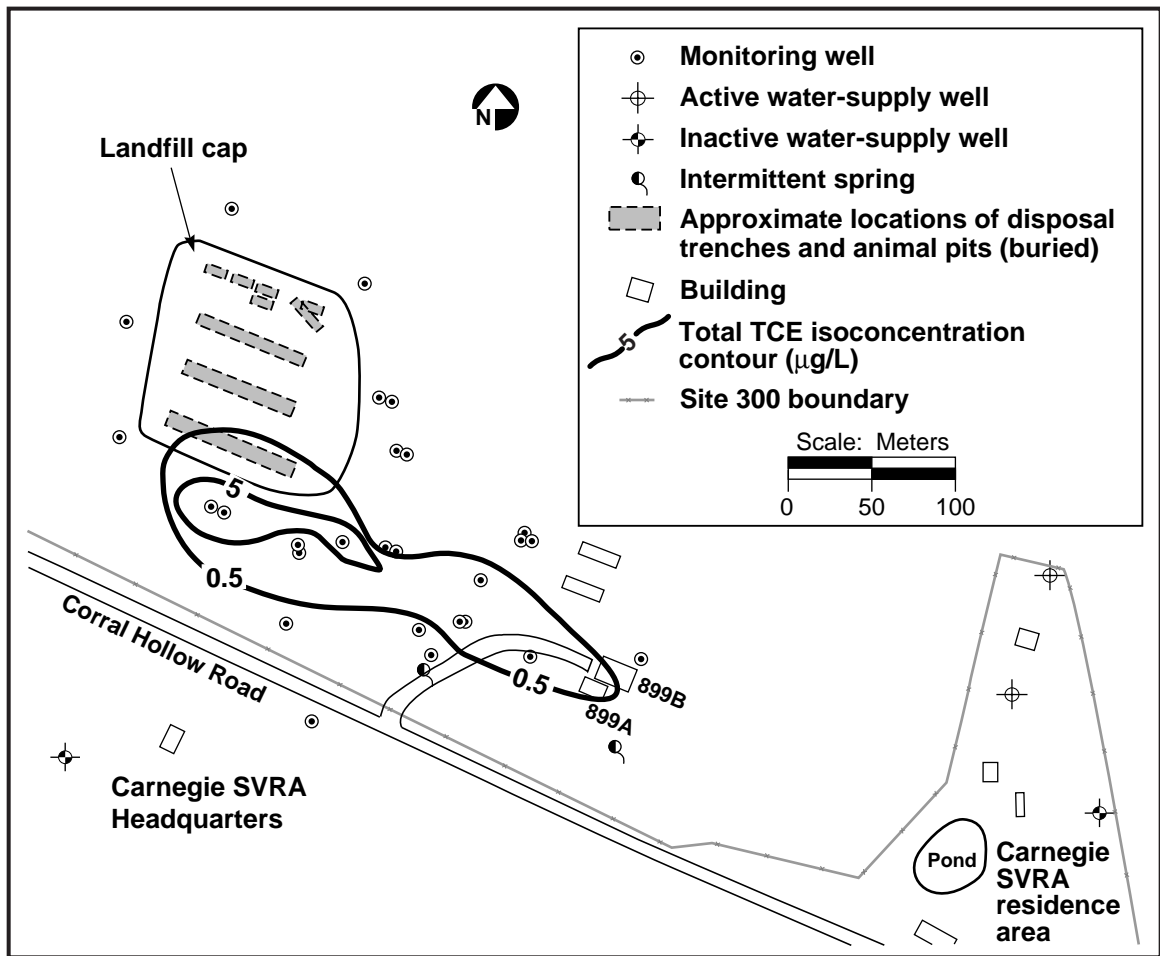 Monitoring well
Active water-supply well
Inactive water-supply well
Intermittent spring
Approximate locations of disposal
trenches and animal pits (buried)
Building
5
Total TCE isoconcentration
contour (μg/L)
Site 300 boundary
Scale: Meters
0 50 100
N
Landfill cap
5
0.5
Corral Hollow Road
0.5
899B
899A
Carnegie SVRA
Headquarters
Pond
Carnegie
SVRA
residence
area